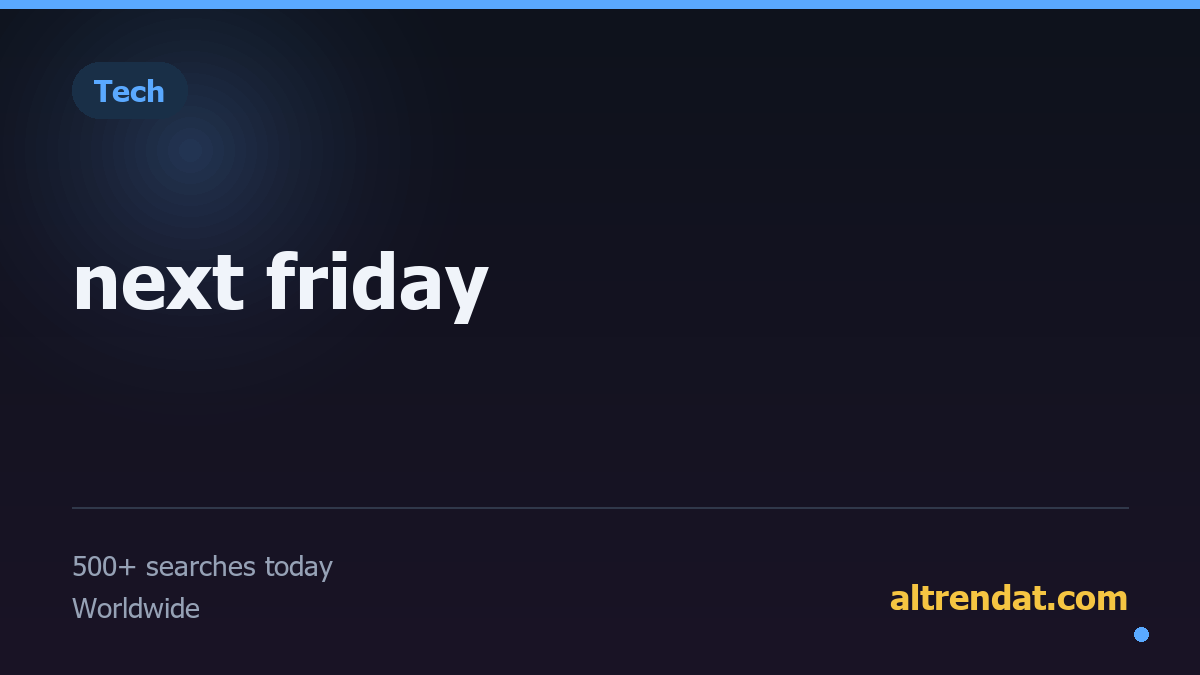 Tech
next friday
500+ searches today
Worldwide
altrendat.com